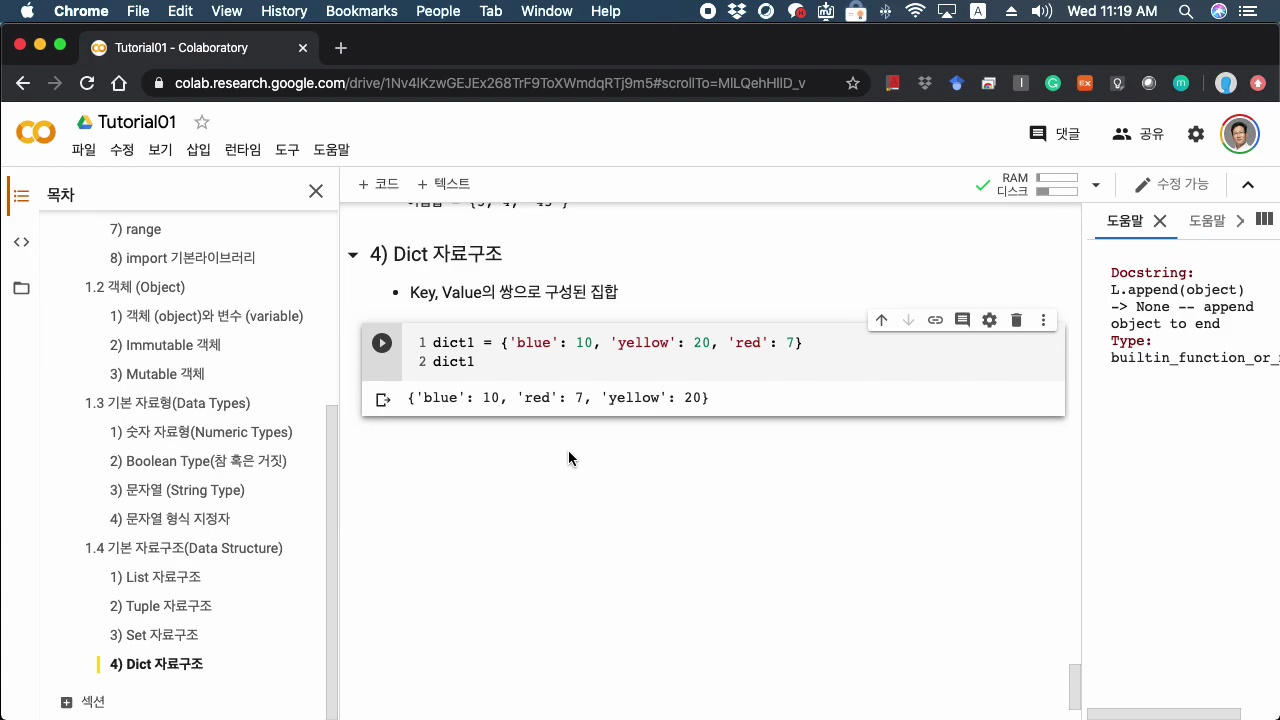 Chrome File Edit View History Bookmarks People Tab Window Help A Wed 11:19 AM
Tutorial01 - Colaboratory
colab.research.google.com/drive/1Nv4lKzwGEJEx268TrF9ToXWmdqRTj9m5#scrollTo=MlLQehHlID_v
Tutorial01
파일 수정 보기 삽입 런타임 도구 도움말
댓글 공유
목차
+ 코드 + 텍스트
RAM
디스크
수정 가능
7) range
8) import 기본라이브러리
1.2 객체 (Object)
1) 객체 (object)와 변수 (variable)
2) Immutable 객체
3) Mutable 객체
1.3 기본 자료형(Data Types)
1) 숫자 자료형(Numeric Types)
2) Boolean Type(참 혹은 거짓)
3) 문자열 (String Type)
4) 문자열 형식 지정자
1.4 기본 자료구조(Data Structure)
1) List 자료구조
2) Tuple 자료구조
3) Set 자료구조
4) Dict 자료구조
섹션
4) Dict 자료구조
• Key, Value의 쌍으로 구성된 집합
1 dict1 = {'blue': 10, 'yellow': 20, 'red': 7}
2 dict1
{'blue': 10, 'red': 7, 'yellow': 20}
도움말 도움말
Docstring:
L.append(object)
-> None -- append
object to end
Type:
builtin_function_or_